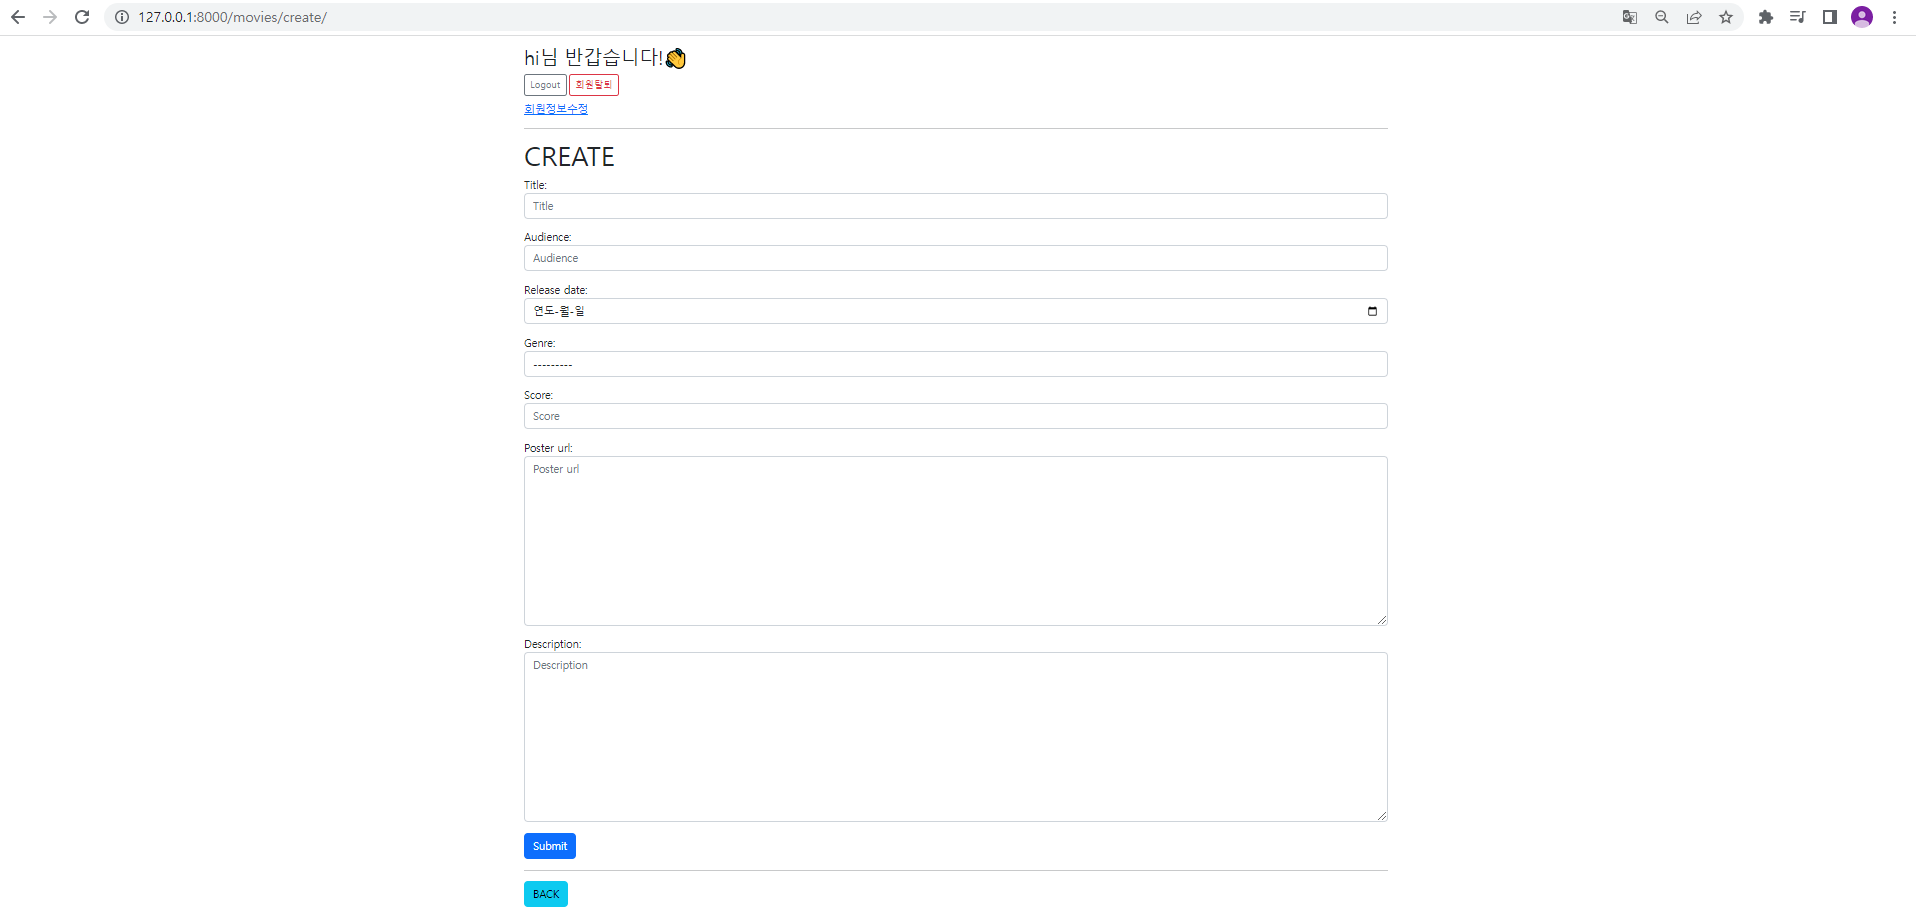 127.0.0.1:8000/movies/create/
hi님 반갑습니다!👏
Logout 회원탈퇴
회원정보수정
CREATE
Title:
Title
Audience:
Audience
Release date:
연도-월-일
Genre:
---------
Score:
Score
Poster url:
Poster url
Description:
Description
Submit
BACK